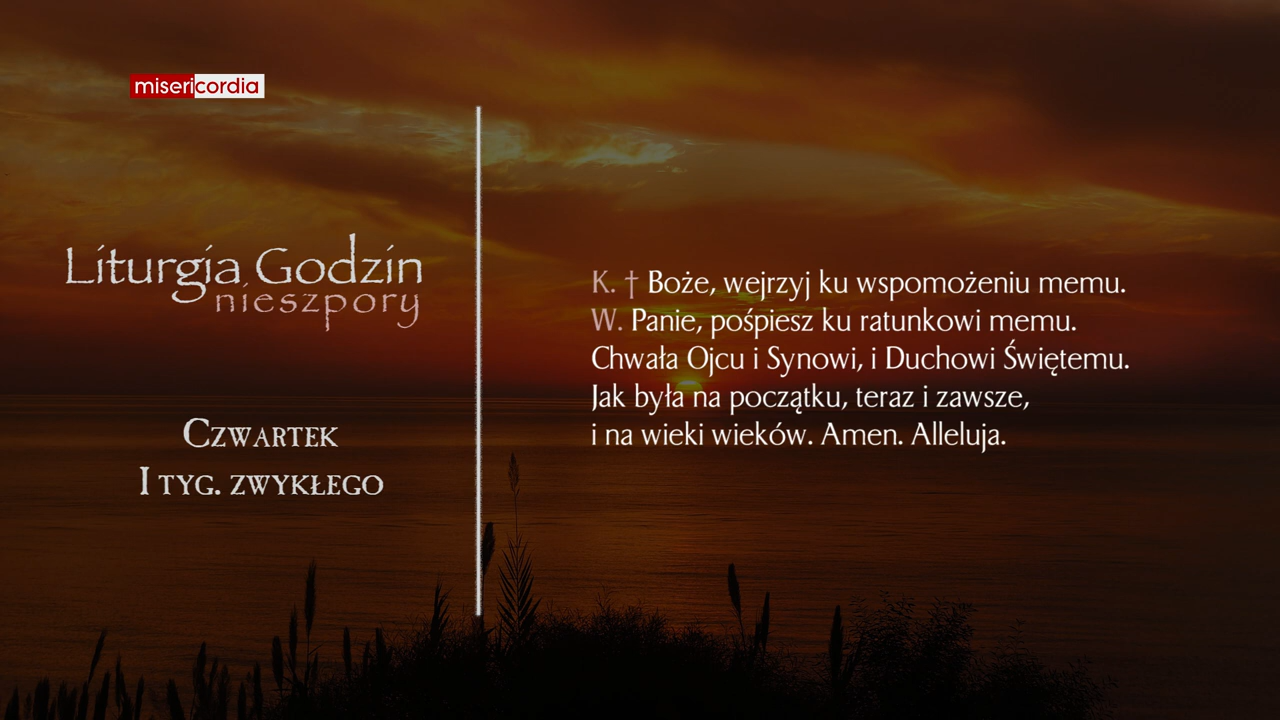 misericordia
Liturgia Godzin
nieszpory
Czwartek
I tyg. zwykłego
K. † Boże, wejrzyj ku wspomożeniu memu.
W. Panie, pośpiesz ku ratunkowi memu.
Chwała Ojcu i Synowi, i Duchowi Świętemu.
Jak była na początku, teraz i zawsze,
i na wieki wieków. Amen. Alleluja.